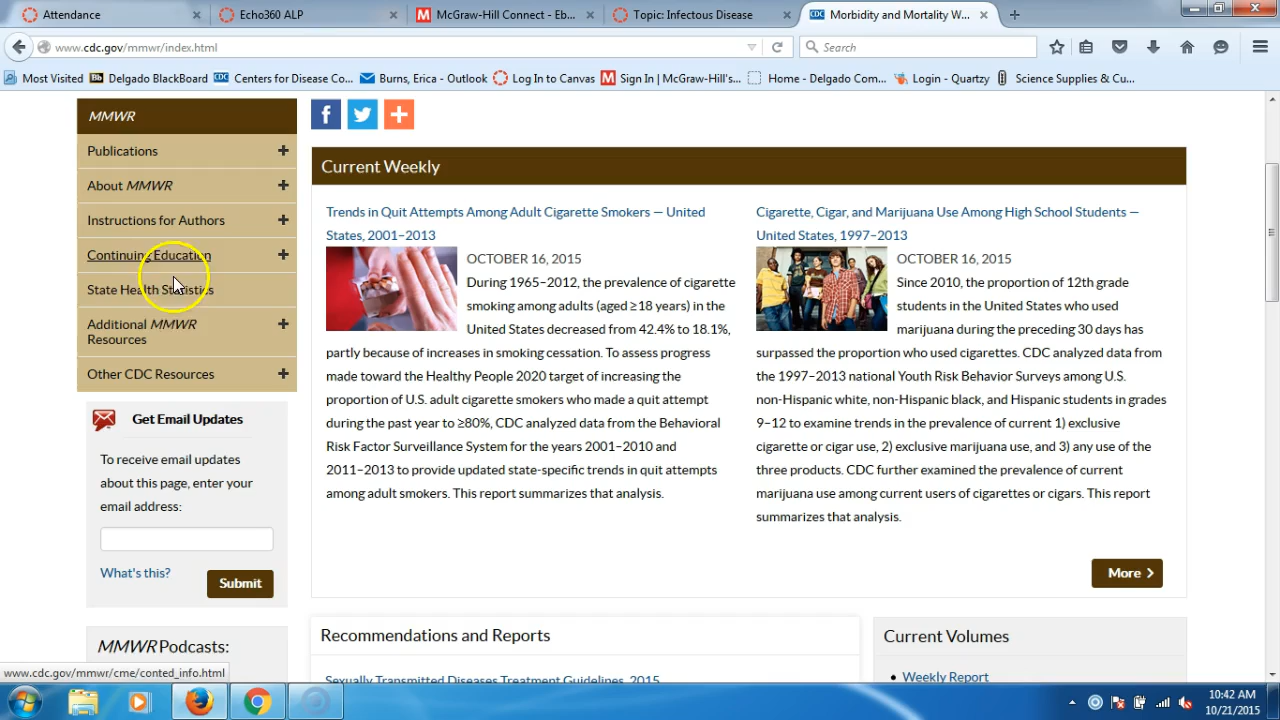 Attendance
Echo360 ALP
McGraw-Hill Connect - Eb...
Topic: Infectious Disease
CDC Morbidity and Mortality W...
www.cdc.gov/mmwr/index.html
Search
Most Visited
Bb Delgado BlackBoard
CDC Centers for Disease Co...
Burns, Erica - Outlook
Log In to Canvas
M Sign In | McGraw-Hill's...
Home - Delgado Com...
Login - Quartzy
Science Supplies & Cu...
MMWR
Publications
About MMWR
Instructions for Authors
Continuing Education
State Health Statistics
Additional MMWR
Resources
Other CDC Resources
Get Email Updates
To receive email updates
about this page, enter your
email address:
What's this?
Submit
MMWR Podcasts:
Current Weekly
Trends in Quit Attempts Among Adult Cigarette Smokers — United
States, 2001–2013
OCTOBER 16, 2015
During 1965–2012, the prevalence of cigarette
smoking among adults (aged ≥18 years) in the
United States decreased from 42.4% to 18.1%,
partly because of increases in smoking cessation. To assess progress
made toward the Healthy People 2020 target of increasing the
proportion of U.S. adult cigarette smokers who made a quit attempt
during the past year to ≥80%, CDC analyzed data from the Behavioral
Risk Factor Surveillance System for the years 2001–2010 and
2011–2013 to provide updated state-specific trends in quit attempts
among adult smokers. This report summarizes that analysis.
Cigarette, Cigar, and Marijuana Use Among High School Students —
United States, 1997–2013
OCTOBER 16, 2015
Since 2010, the proportion of 12th grade
students in the United States who used
marijuana during the preceding 30 days has
surpassed the proportion who used cigarettes. CDC analyzed data from
the 1997–2013 national Youth Risk Behavior Surveys among U.S.
non-Hispanic white, non-Hispanic black, and Hispanic students in grades
9–12 to examine trends in the prevalence of current 1) exclusive
cigarette or cigar use, 2) exclusive marijuana use, and 3) any use of the
three products. CDC further examined the prevalence of current
marijuana use among current users of cigarettes or cigars. This report
summarizes that analysis.
More
Recommendations and Reports
Sexually Transmitted Diseases Treatment Guidelines, 2015
Current Volumes
Weekly Report
www.cdc.gov/mmwr/cme/conted_info.html
10:42 AM
10/21/2015